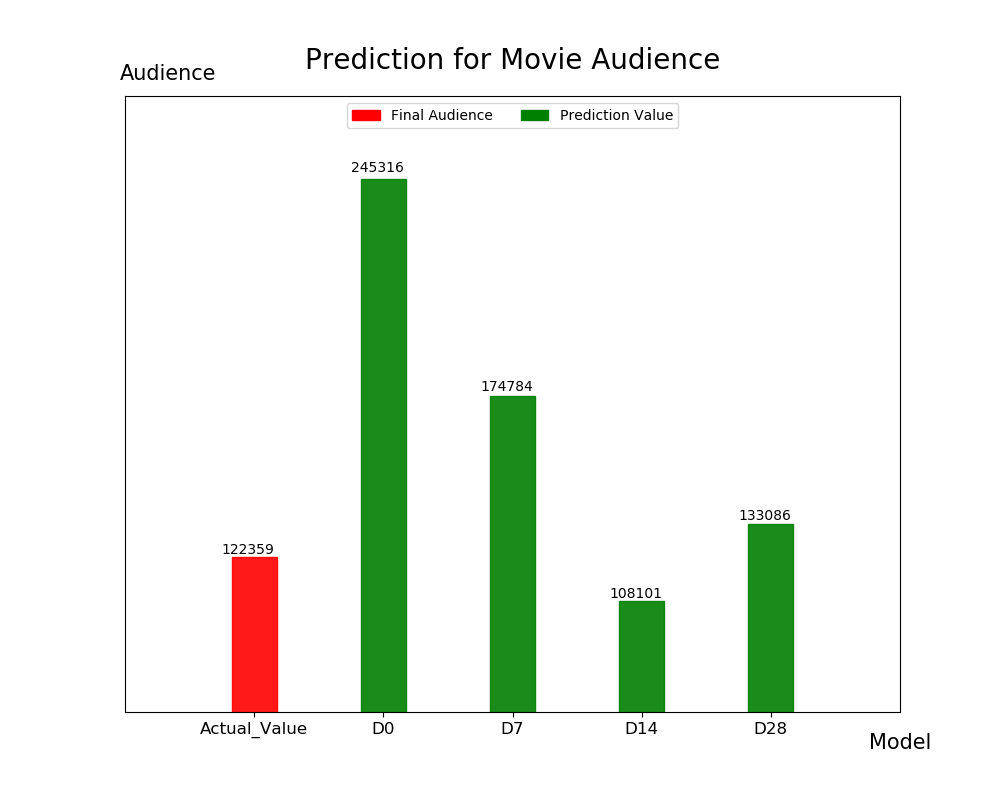 Prediction for Movie Audience
Audience
Final Audience
Prediction Value
245316
174784
122359
108101
133086
Actual_Value
D0
D7
D14
D28
Model